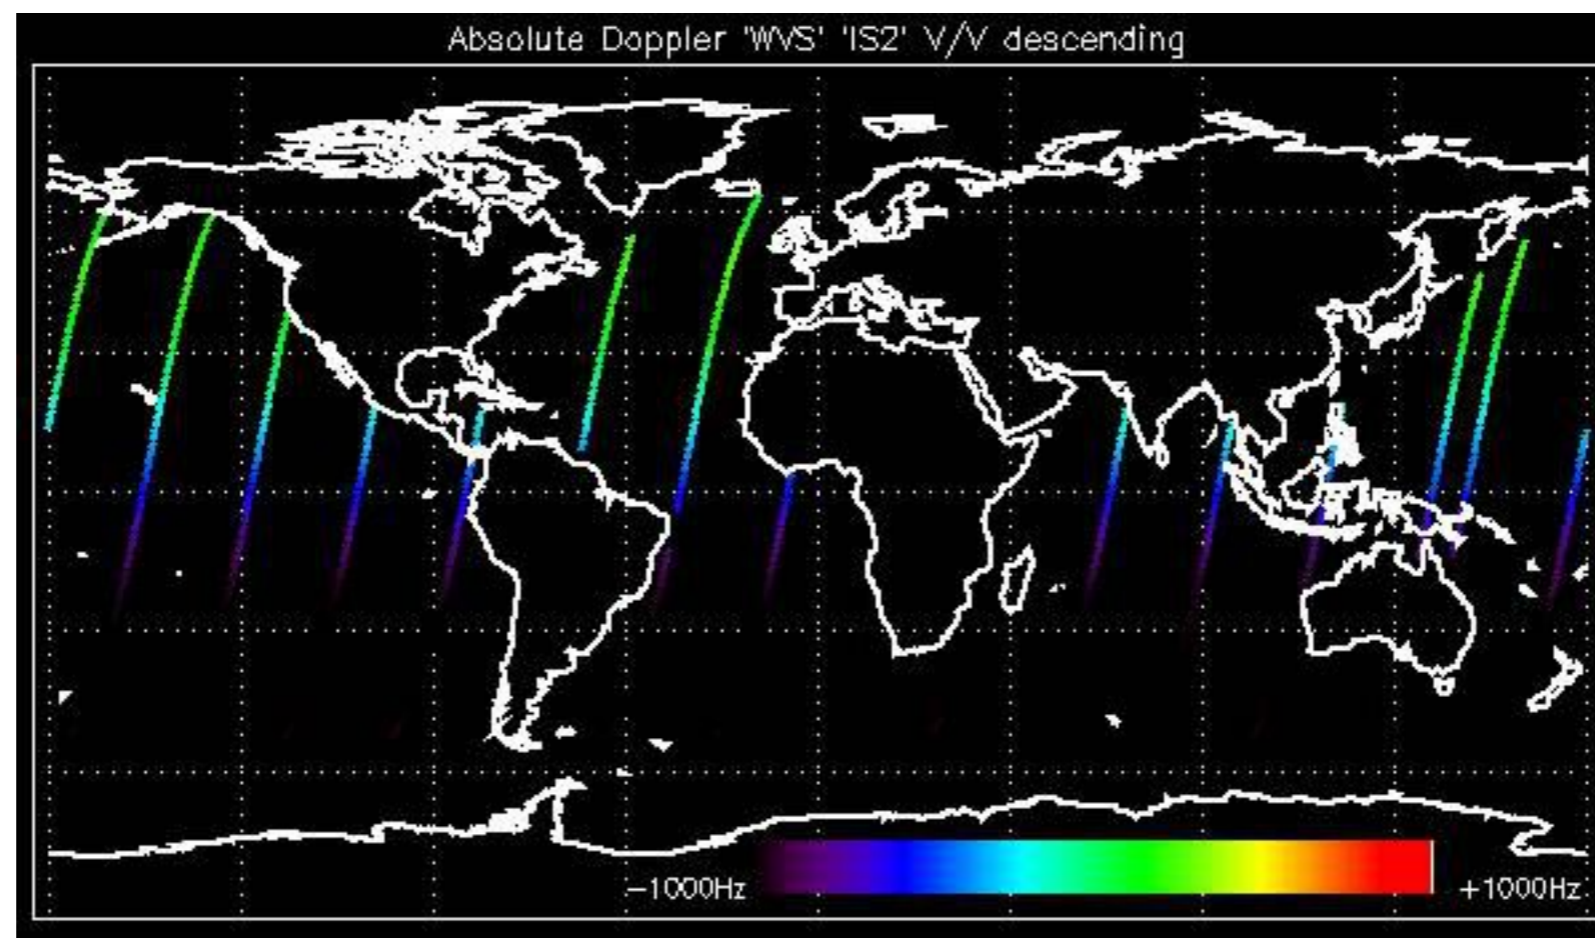 Absolute Doppler 'WVS' 'IS2' V/V descending
−1000Hz
+1000Hz